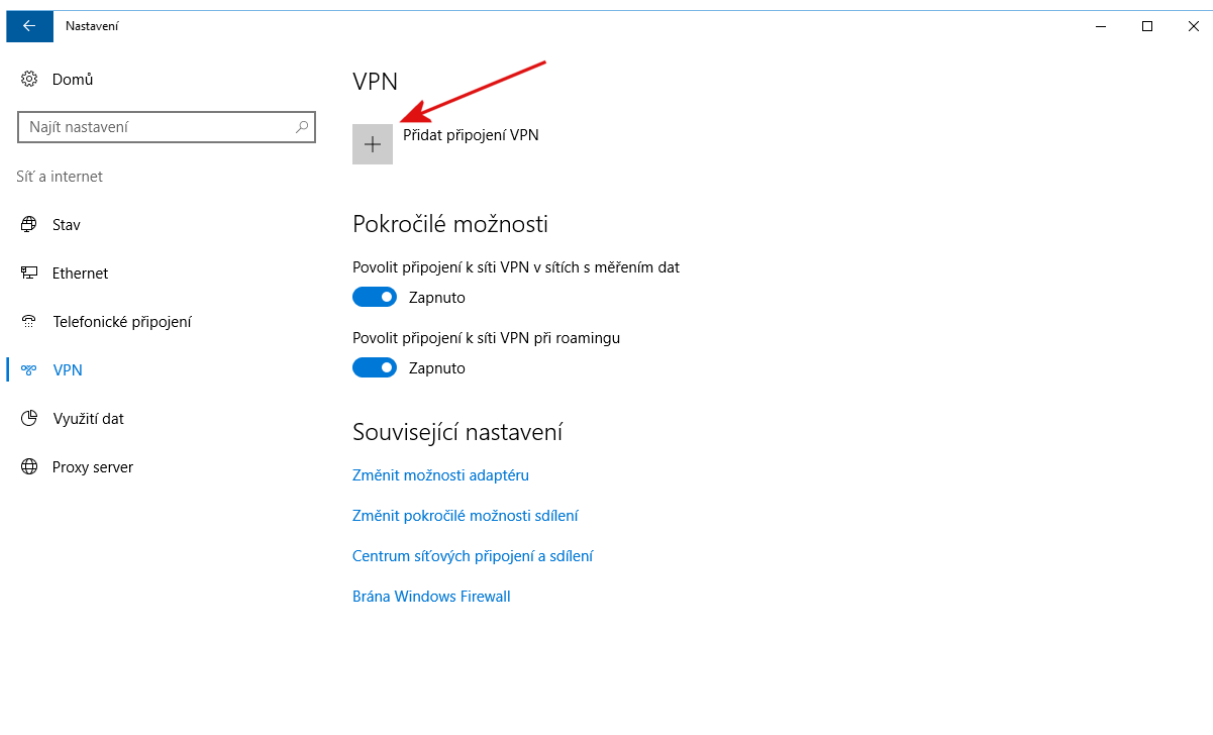 Nastavení
Domů
Najít nastavení
Síť a internet
Stav
Ethernet
Telefonické připojení
VPN
Využití dat
Proxy server
VPN
Přidat připojení VPN
Pokročilé možnosti
Povolit připojení k síti VPN v sítích s měřením dat
Zapnuto
Povolit připojení k síti VPN při roamingu
Zapnuto
Související nastavení
Změnit možnosti adaptéru
Změnit pokročilé možnosti sdílení
Centrum síťových připojení a sdílení
Brána Windows Firewall